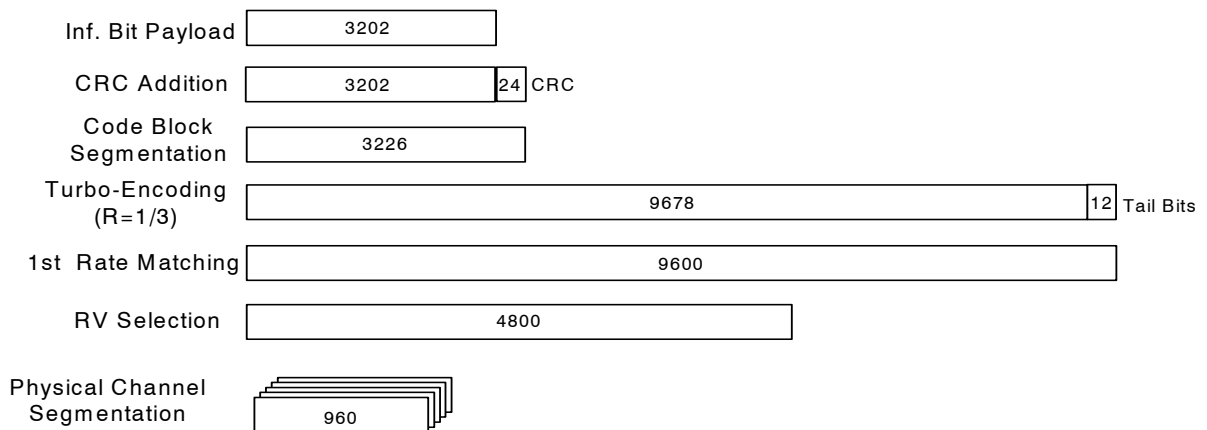 Inf. Bit Payload 3202
CRC Addition 3202 24 CRC
Code Block
Segmentation 3226
Turbo-Encoding
(R=1/3) 9678 12 Tail Bits
1st Rate Matching 9600
RV Selection 4800
Physical Channel
Segmentation 960